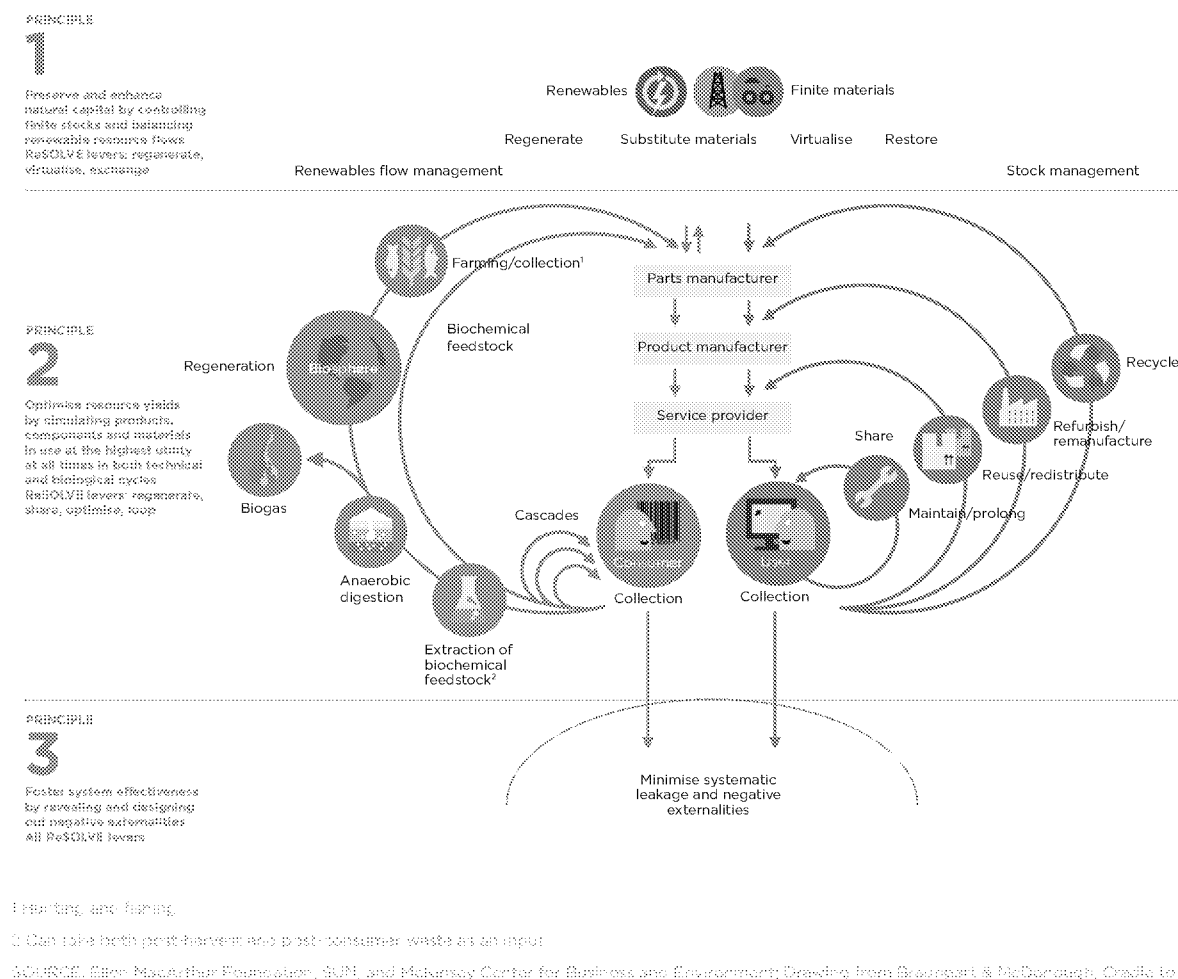 PRINCIPLE
1
Preserve and enhance
natural capital by controlling
finite stocks and balancing
renewable resource flows
ReSOLVE levers: regenerate,
virtualise, exchange
Renewables
Finite materials
Regenerate
Substitute materials
Virtualise
Restore
Renewables flow management
Stock management
PRINCIPLE
2
Optimise resource yields
by circulating products,
components and materials
in use at the highest utility
at all times in both technical
and biological cycles
ReSOLVE levers: regenerate,
share, optimise, loop
Farming/collection¹
Biochemical
feedstock
Regeneration
Biosphere
Biogas
Anaerobic
digestion
Extraction of
biochemical
feedstock²
Cascades
Parts manufacturer
Product manufacturer
Service provider
Consumer
User
Collection
Collection
Share
Maintain/prolong
Reuse/redistribute
Refurbish/
remanufacture
Recycle
PRINCIPLE
3
Foster system effectiveness
by revealing and designing
out negative externalities
All ReSOLVE levers
Minimise systematic
leakage and negative
externalities
1 Hunting and fishing
2 Can take both post-harvest and post-consumer waste as an input
SOURCE: Ellen MacArthur Foundation, SUN, and McKinsey Center for Business and Environment; Drawing from Braungart & McDonough, Cradle to